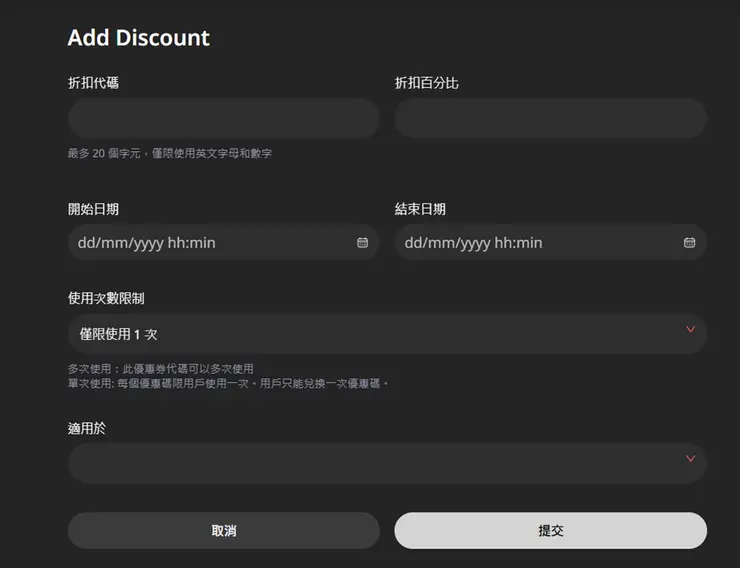 Add Discount
折扣代碼
折扣百分比
最多 20 個字元，僅限使用英文字母和數字
開始日期
結束日期
dd/mm/yyyy hh:min
dd/mm/yyyy hh:min
使用次數限制
僅限使用 1 次
多次使用：此優惠券代碼可以多次使用
單次使用: 每個優惠碼限用戶使用一次。用戶只能兌換一次優惠碼。
適用於
取消
提交